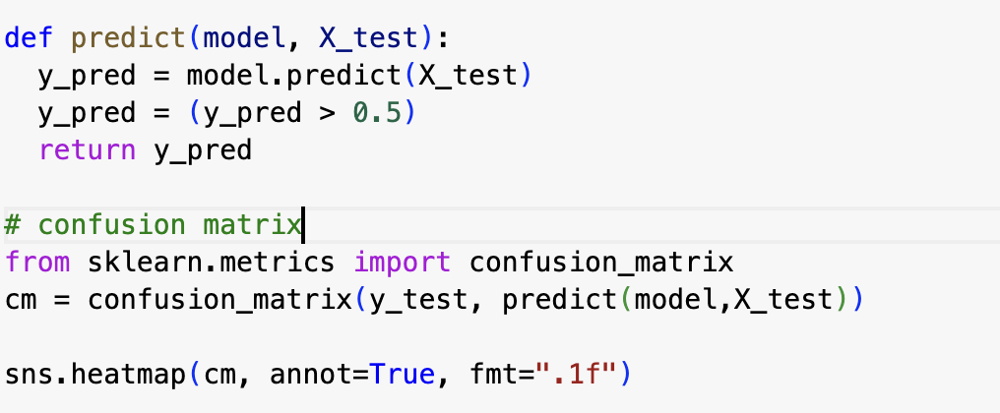 def predict(model, X_test):
  y_pred = model.predict(X_test)
  y_pred = (y_pred > 0.5)
  return y_pred
# confusion matrix
from sklearn.metrics import confusion_matrix
cm = confusion_matrix(y_test, predict(model,X_test))
sns.heatmap(cm, annot=True, fmt=".1f")